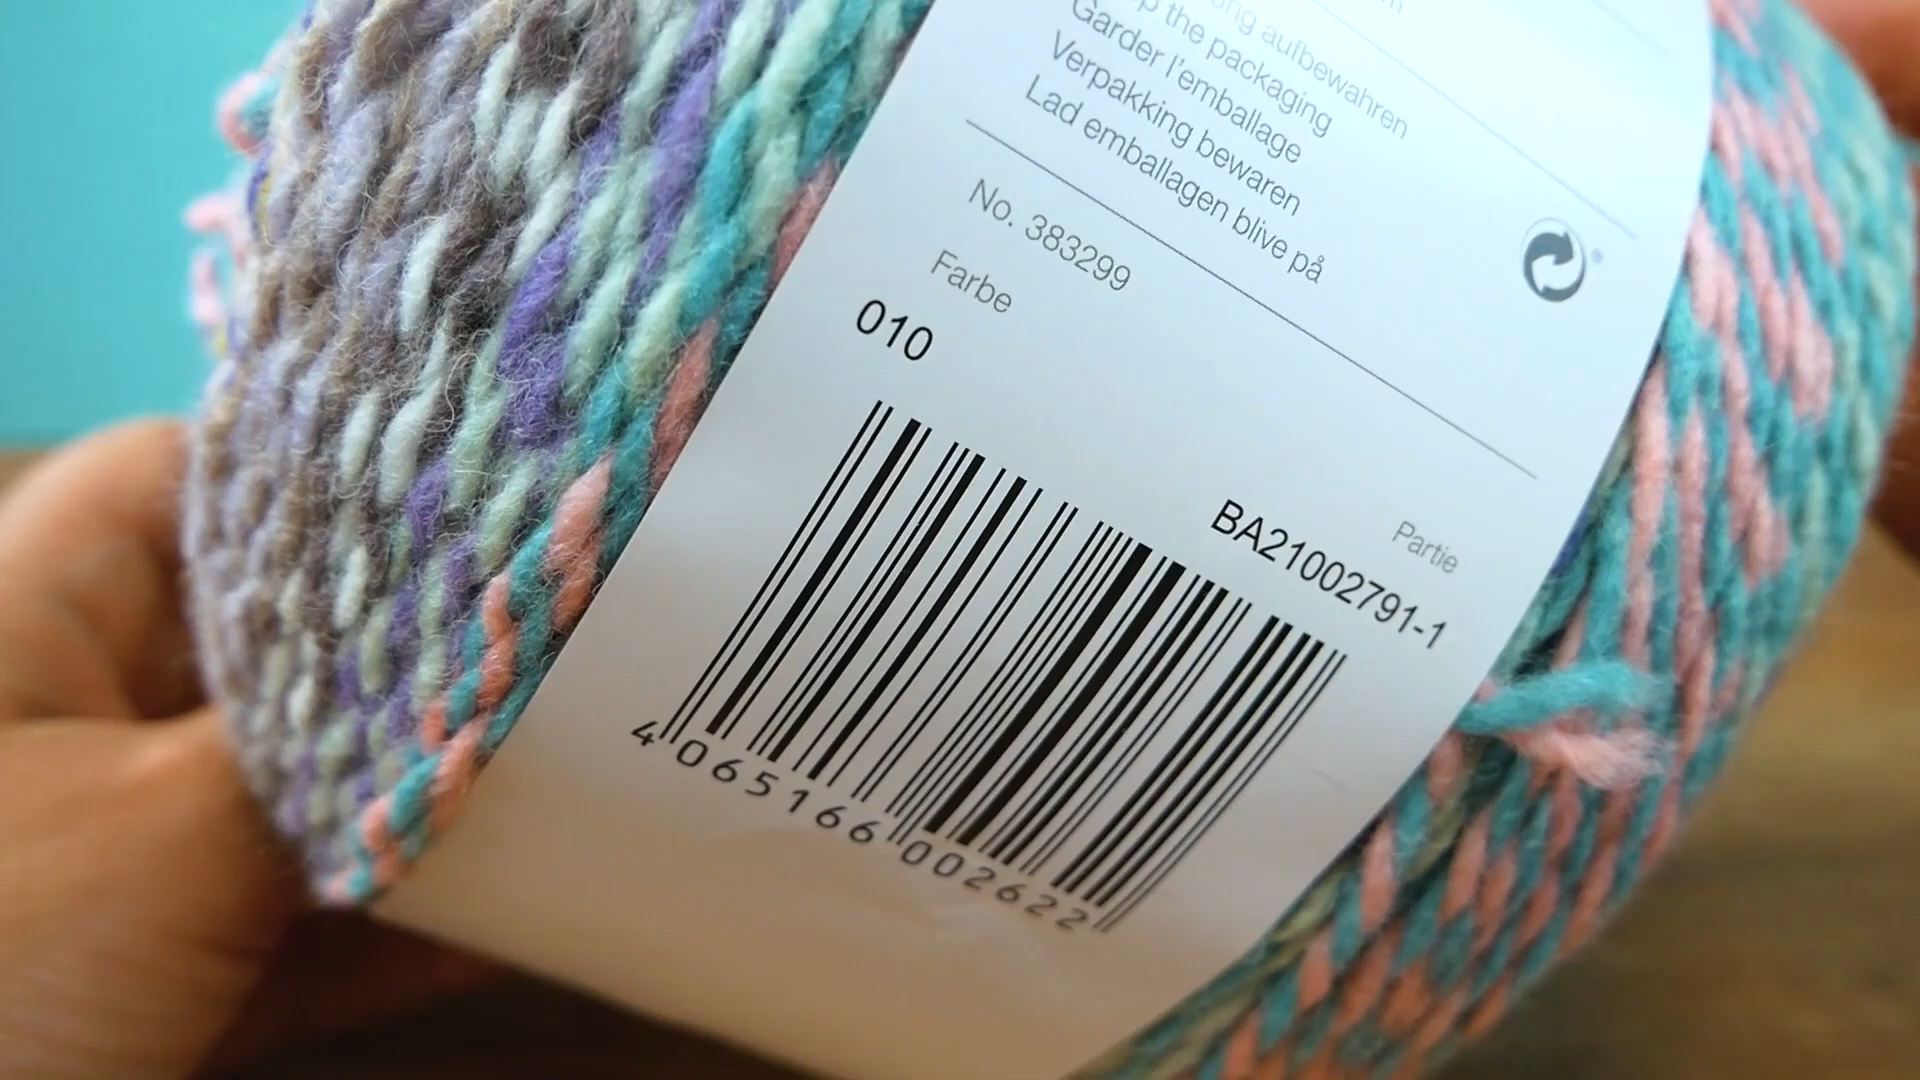 aufbewahren
the packaging
Garder l'emballage
Verpakking bewaren
Lad emballagen blive på
No. 383299
Farbe
010
Partie
BA21002791-1
4 065166 002622